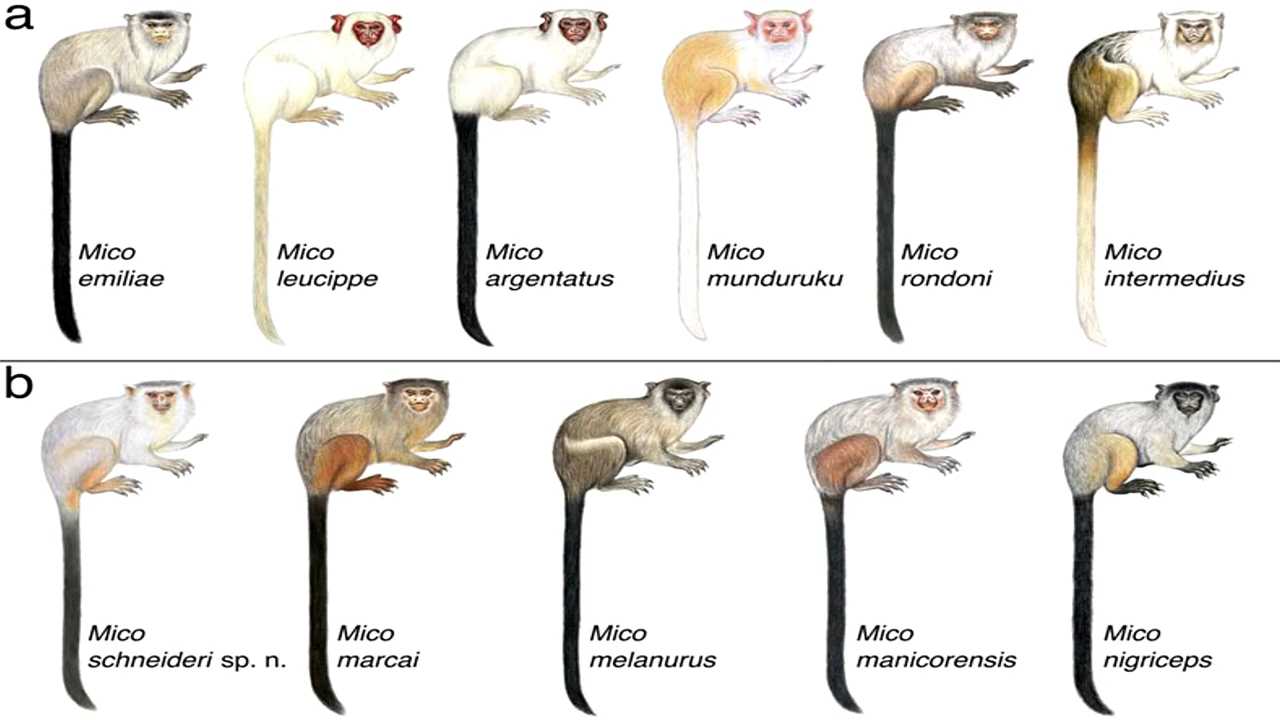 a
Mico
emiliae
Mico
leucippe
Mico
argentatus
Mico
munduruku
Mico
rondoni
Mico
intermedius
b
Mico
schneideri sp. n.
Mico
marcai
Mico
melanurus
Mico
manicorensis
Mico
nigriceps